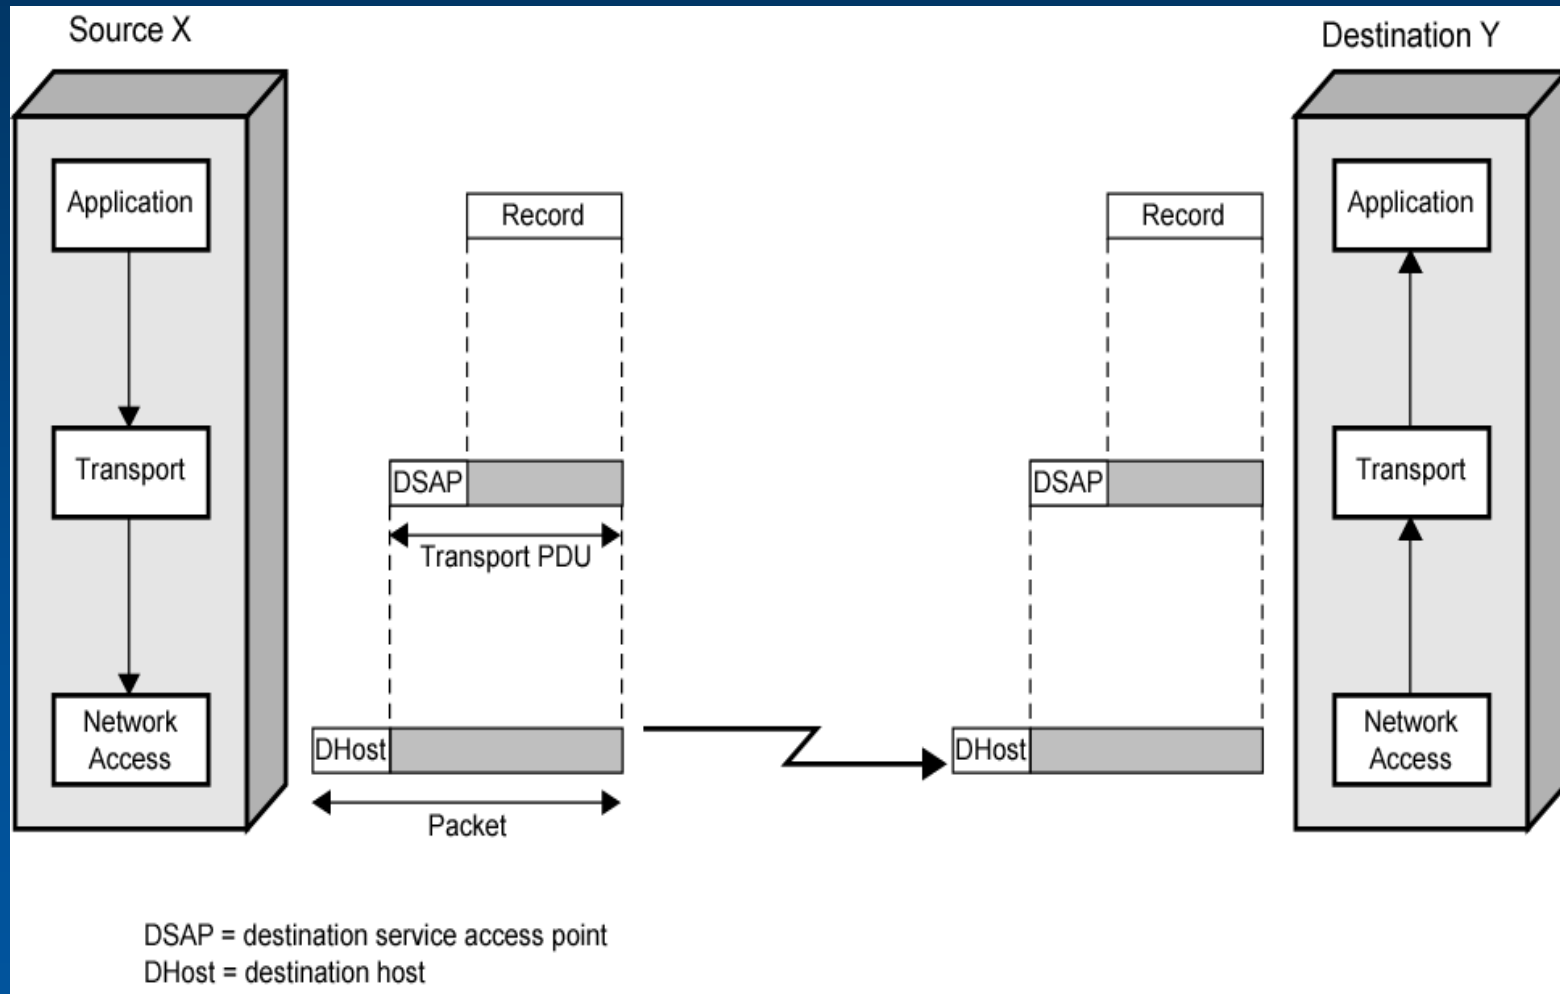 Source X
Destination Y
Application
Record
Record
Application
Transport
DSAP
Transport PDU
DSAP
Transport
Network
Access
DHost
Packet
DHost
Network
Access
DSAP = destination service access point
DHost = destination host